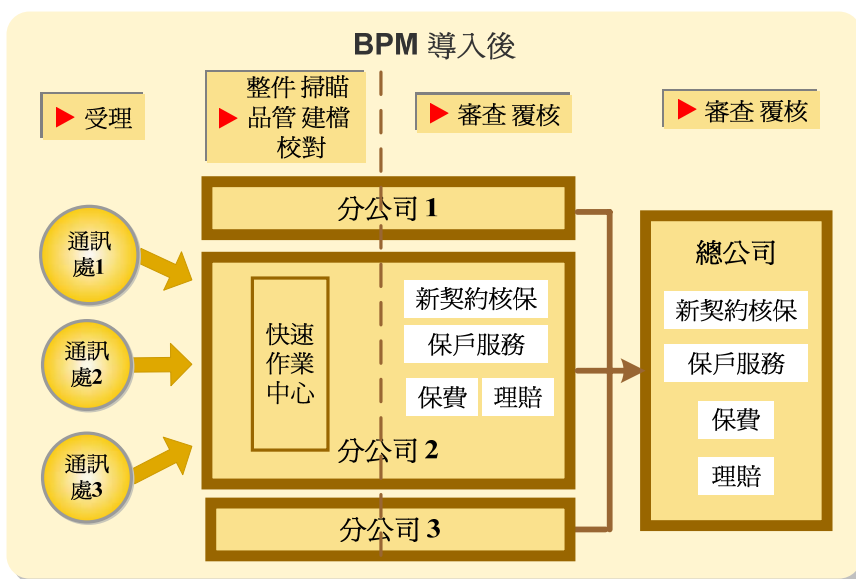 BPM 導入後
受理
整件 掃瞄
品管 建檔
校對
審查 覆核
審查 覆核
通訊
處1
通訊
處2
通訊
處3
分公司 1
快速
作業
中心
新契約核保
保戶服務
保費
理賠
分公司 2
分公司 3
總公司
新契約核保
保戶服務
保費
理賠